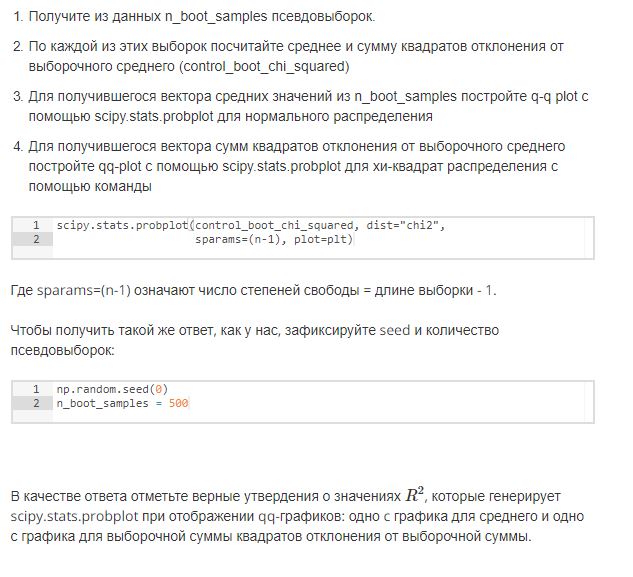 1. Получите из данных n_boot_samples псевдовыборок.
2. По каждой из этих выборок посчитайте среднее и сумму квадратов отклонения от
выборочного среднего (control_boot_chi_squared)
3. Для получившегося вектора средних значений из n_boot_samples постройте q-q plot с
помощью scipy.stats.probplot для нормального распределения
4. Для получившегося вектора сумм квадратов отклонения от выборочного среднего
постройте qq-plot с помощью scipy.stats.probplot для хи-квадрат распределения с
помощью команды
1 scipy.stats.probplot(control_boot_chi_squared, dist="chi2",
2 sparams=(n-1), plot=plt)
Где sparams=(n-1) означают число степеней свободы = длине выборки - 1.
Чтобы получить такой же ответ, как у нас, зафиксируйте seed и количество
псевдовыборок:
1 np.random.seed(0)
2 n_boot_samples = 500
В качестве ответа отметьте верные утвердения о значениях R², которые генерирует
scipy.stats.probplot при отображении qq-графиков: одно с графика для среднего и одно
с графика для выборочной суммы квадратов отклонения от выборочной суммы.